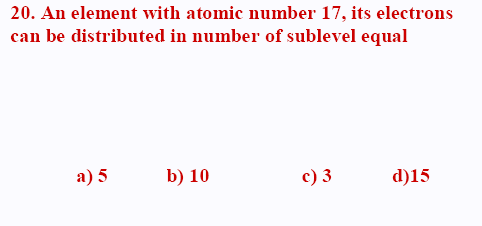 20. An element with atomic number 17, its electrons
can be distributed in number of sublevel equal
a) 5 b) 10 c) 3 d)15